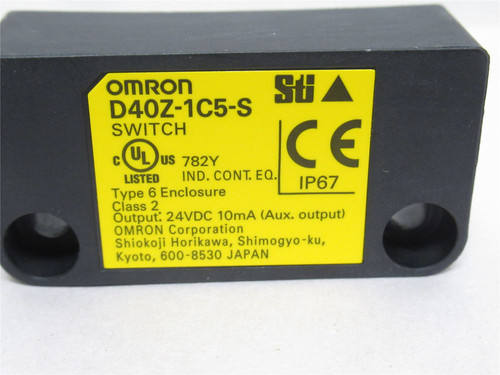 OMRON
Sti
D40Z-1C5-S
SWITCH
C UL US 782Y
LISTED IND. CONT. EQ.
CE
IP67
Type 6 Enclosure
Class 2
Output: 24VDC 10mA (Aux. output)
OMRON Corporation
Shiokoji Horikawa, Shimogyo-ku,
Kyoto, 600-8530 JAPAN